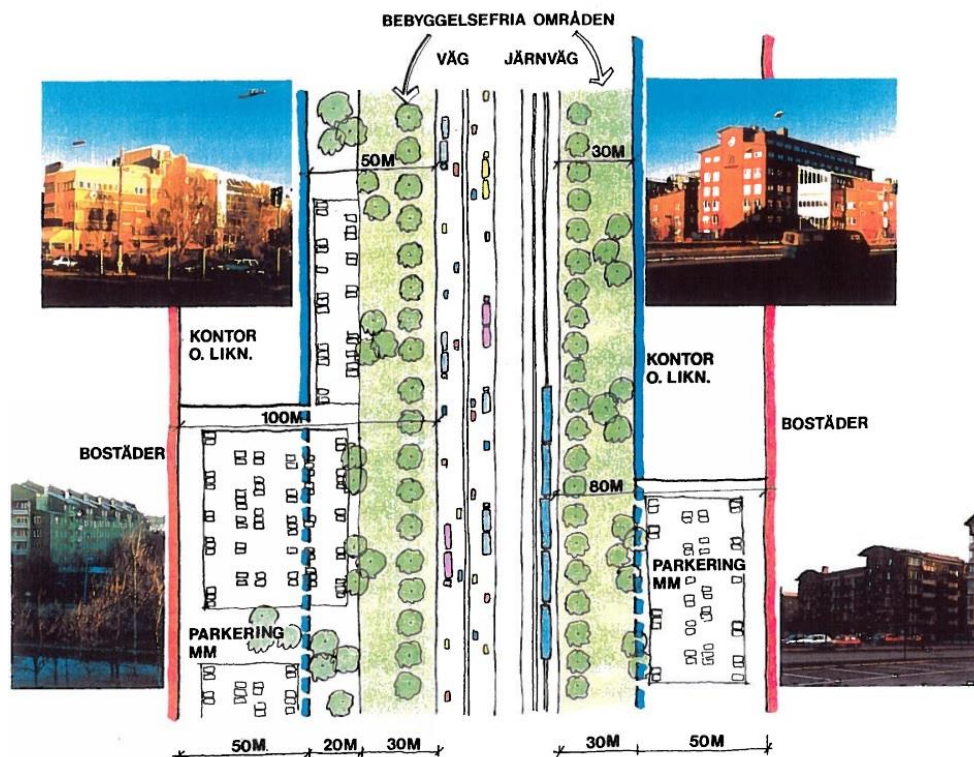 BEBYGGELSEFRIA OMRÅDEN
VÄG
JÄRNVÄG
50M
30M
KONTOR
O. LIKN.
KONTOR
O. LIKN.
100M
BOSTÄDER
BOSTÄDER
80M
PARKERING
MM
PARKERING
MM
50M
20M
30M
30M
50M